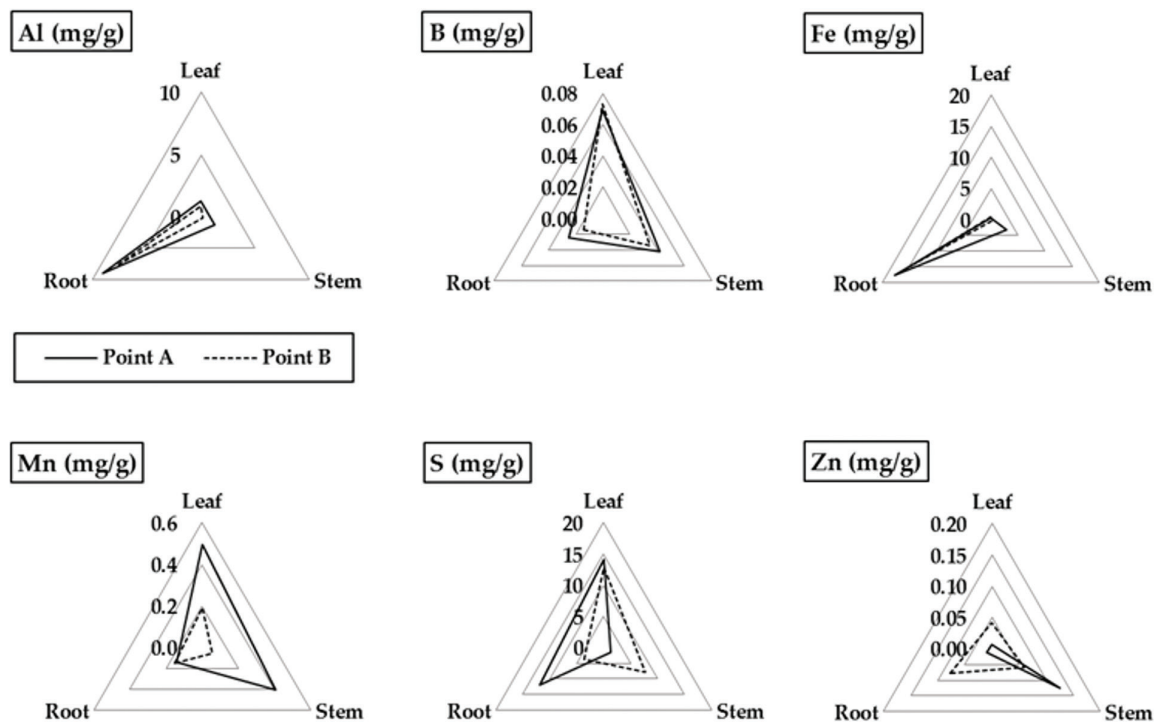 Al (mg/g)
Leaf
10
5
0
Root
Stem
B (mg/g)
Leaf
0.08
0.06
0.04
0.02
0.00
Root
Stem
Fe (mg/g)
Leaf
20
15
10
5
0
Root
Stem
Point A
Point B
Mn (mg/g)
Leaf
0.6
0.4
0.2
0.0
Root
Stem
S (mg/g)
Leaf
20
15
10
5
0
Root
Stem
Zn (mg/g)
Leaf
0.20
0.15
0.10
0.05
0.00
Root
Stem